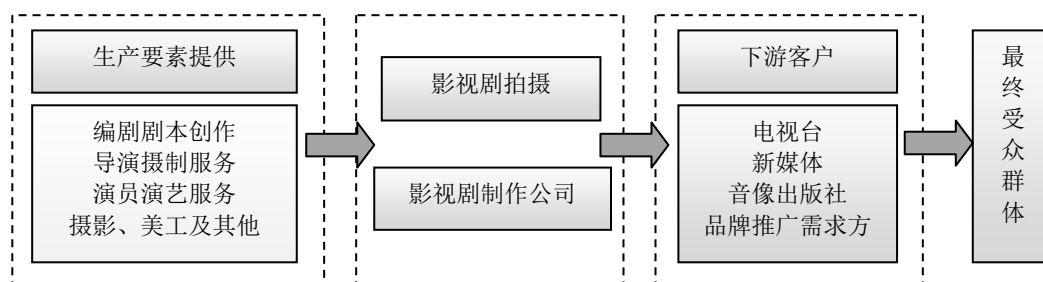 生产要素提供
编剧剧本创作
导演摄制服务
演员演艺服务
摄影、美工及其他
影视剧拍摄
影视剧制作公司
下游客户
电视台
新媒体
音像出版社
品牌推广需求方
最
终
受
众
群
体